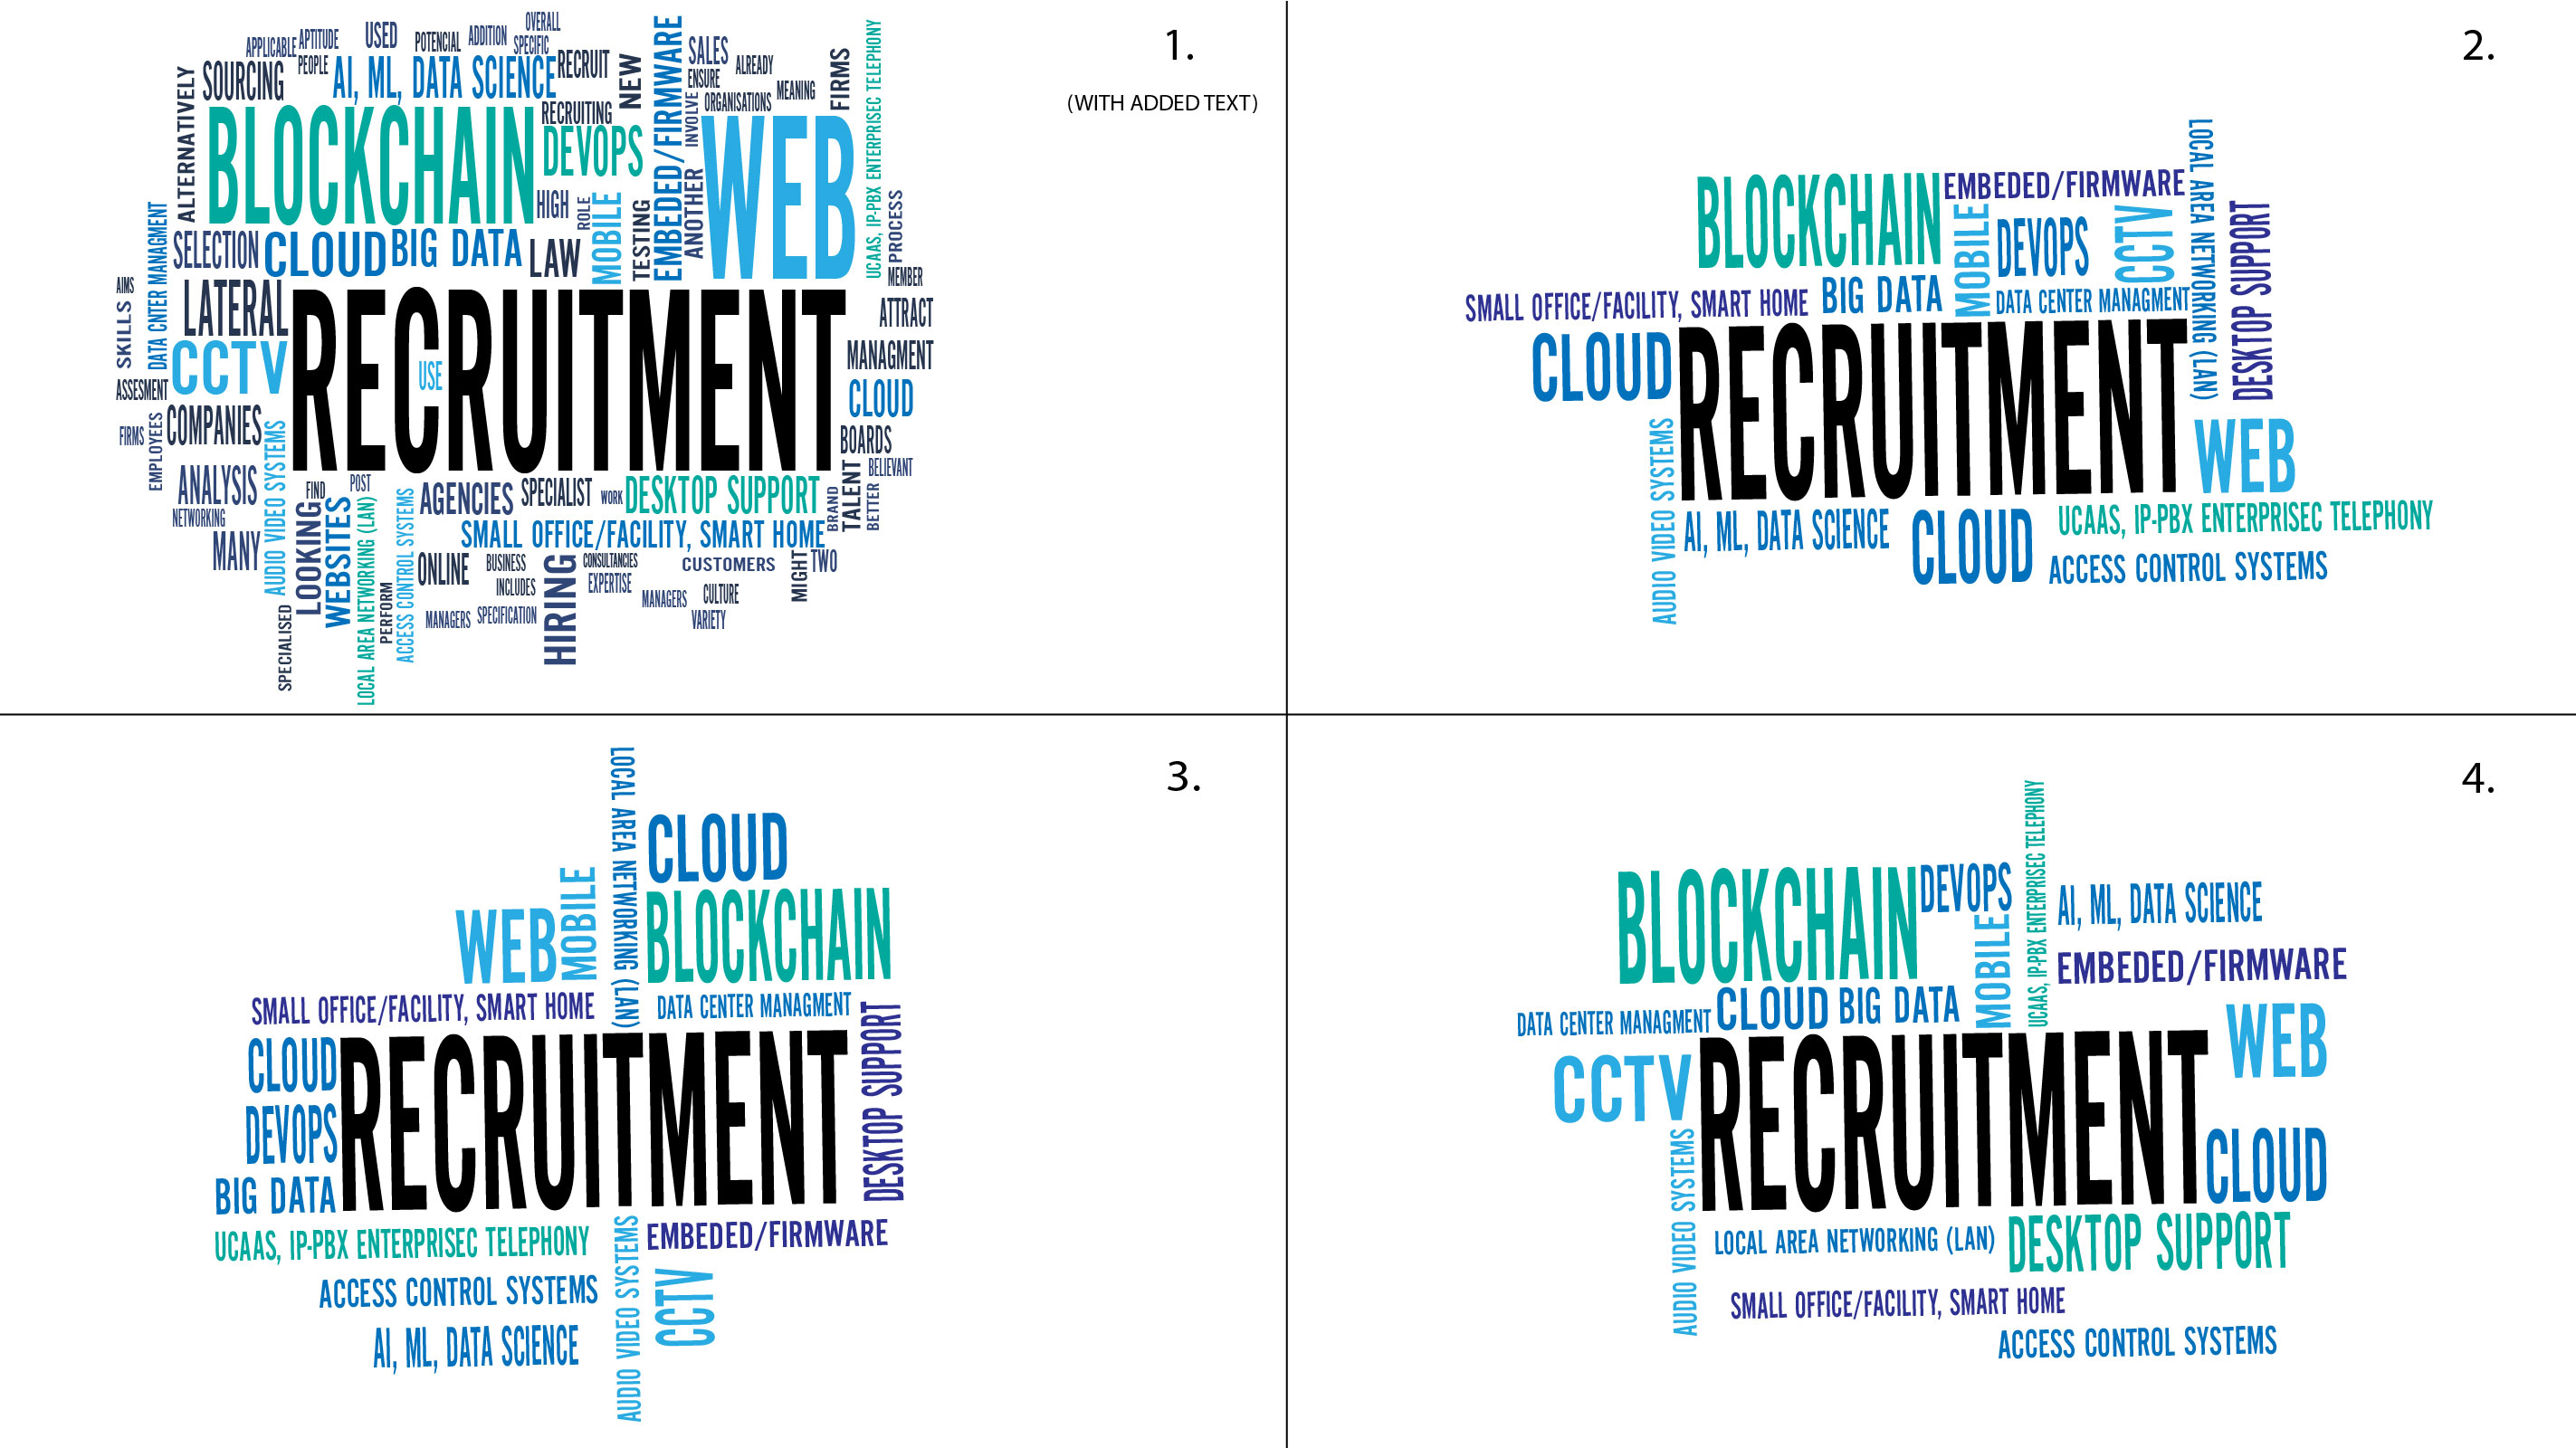 1.
(WITH ADDED TEXT)
OVERALL
APPLICABLE
APTITUDE
USED
POTENCIAL
ADDITION
SPECIFIC
PEOPLE
SOURCING
AI, ML, DATA SCIENCE
RECRUIT
NEW
EMBEDED/FIRMWARE
SALES
ENSURE
ALREADY
MEANING
FIRMS
UCAAS, IP-PBX ENTERPRISEC TELEPHONY
ORGANISATIONS
INVOLVE
ALTERNATIVELY
BLOCKCHAIN
RECRUITING
DEVOPS
WEB
HIGH
ROLE
MOBILE
TESTING
ANOTHER
PROCESS
DATA CNTER MANAGMENT
SELECTION
CLOUD
BIG DATA
LAW
MEMBER
AIMS
SKILLS
LATERAL
RECRUITMENT
ATTRACT
CCTV
USE
MANAGMENT
ASSESMENT
CLOUD
COMPANIES
FIRMS
EMPLOYEES
BOARDS
BELIEVANT
TALENT
ANALYSIS
AUDIO VIDEO SYSTEMS
FIND
POST
AGENCIES
SPECIALIST
WORK
DESKTOP SUPPORT
BRAND
BETTER
NETWORKING
LOOKING
WEBSITES
LOCAL AREA NETWORKING (LAN)
ACCESS CONTROL SYSTEMS
SMALL OFFICE/FACILITY, SMART HOME
MANY
ONLINE
BUSINESS
HIRING
CONSULTANCIES
CUSTOMERS
MIGHT
TWO
INCLUDES
EXPERTISE
PERFORM
MANAGERS
SPECIFICATION
MANAGERS
CULTURE
VARIETY
SPECIALISED
2.
LOCAL AREA NETWORKING (LAN)
BLOCKCHAIN
EMBEDED/FIRMWARE
MOBILE
DEVOPS
CCTV
DESKTOP SUPPORT
SMALL OFFICE/FACILITY, SMART HOME
BIG DATA
DATA CENTER MANAGMENT
CLOUD
RECRUITMENT
AUDIO VIDEO SYSTEMS
WEB
AI, ML, DATA SCIENCE
CLOUD
UCAAS, IP-PBX ENTERPRISEC TELEPHONY
ACCESS CONTROL SYSTEMS
3.
LOCAL AREA NETWORKING (LAN)
CLOUD
WEB
MOBILE
BLOCKCHAIN
SMALL OFFICE/FACILITY, SMART HOME
DATA CENTER MANAGMENT
CLOUD
RECRUITMENT
DESKTOP SUPPORT
DEVOPS
BIG DATA
UCAAS, IP-PBX ENTERPRISEC TELEPHONY
AUDIO VIDEO SYSTEMS
EMBEDED/FIRMWARE
ACCESS CONTROL SYSTEMS
CCTV
AI, ML, DATA SCIENCE
4.
UCAAS, IP-PBX ENTERPRISEC TELEPHONY
BLOCKCHAIN
DEVOPS
AI, ML, DATA SCIENCE
MOBILE
EMBEDED/FIRMWARE
DATA CENTER MANAGMENT
CLOUD
BIG DATA
WEB
CCTV
RECRUITMENT
AUDIO VIDEO SYSTEMS
CLOUD
LOCAL AREA NETWORKING (LAN)
DESKTOP SUPPORT
SMALL OFFICE/FACILITY, SMART HOME
ACCESS CONTROL SYSTEMS